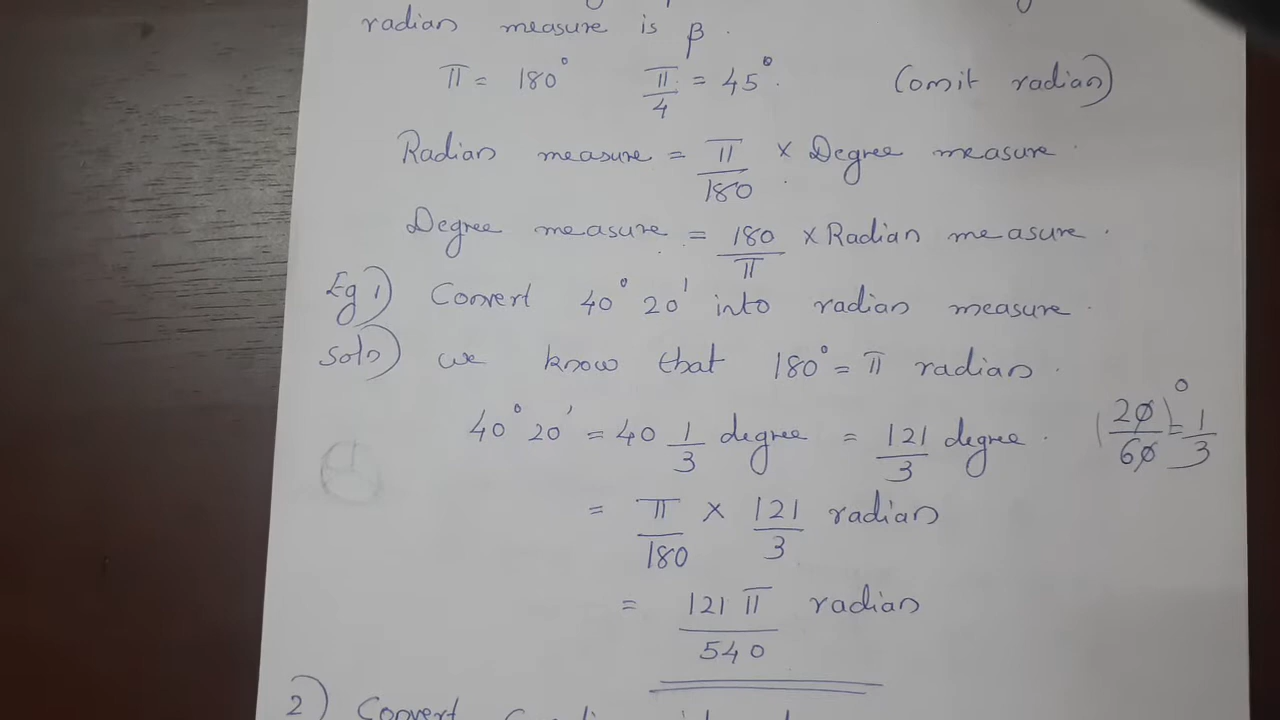 radian measure is β.
π = 180° π/4 = 45°. (omit radian)
Radian measure = π/180 × Degree measure.
Degree measure = 180/π × Radian measure.
Eg 1) Convert 40° 20' into radian measure.
Soln) we know that 180° = π radian.
40° 20' = 40 1/3 degree = 121/3 degree. (20/60)° = 1/3
= π/180 × 121/3 radian
= 121 π/540 radian
2) Convert